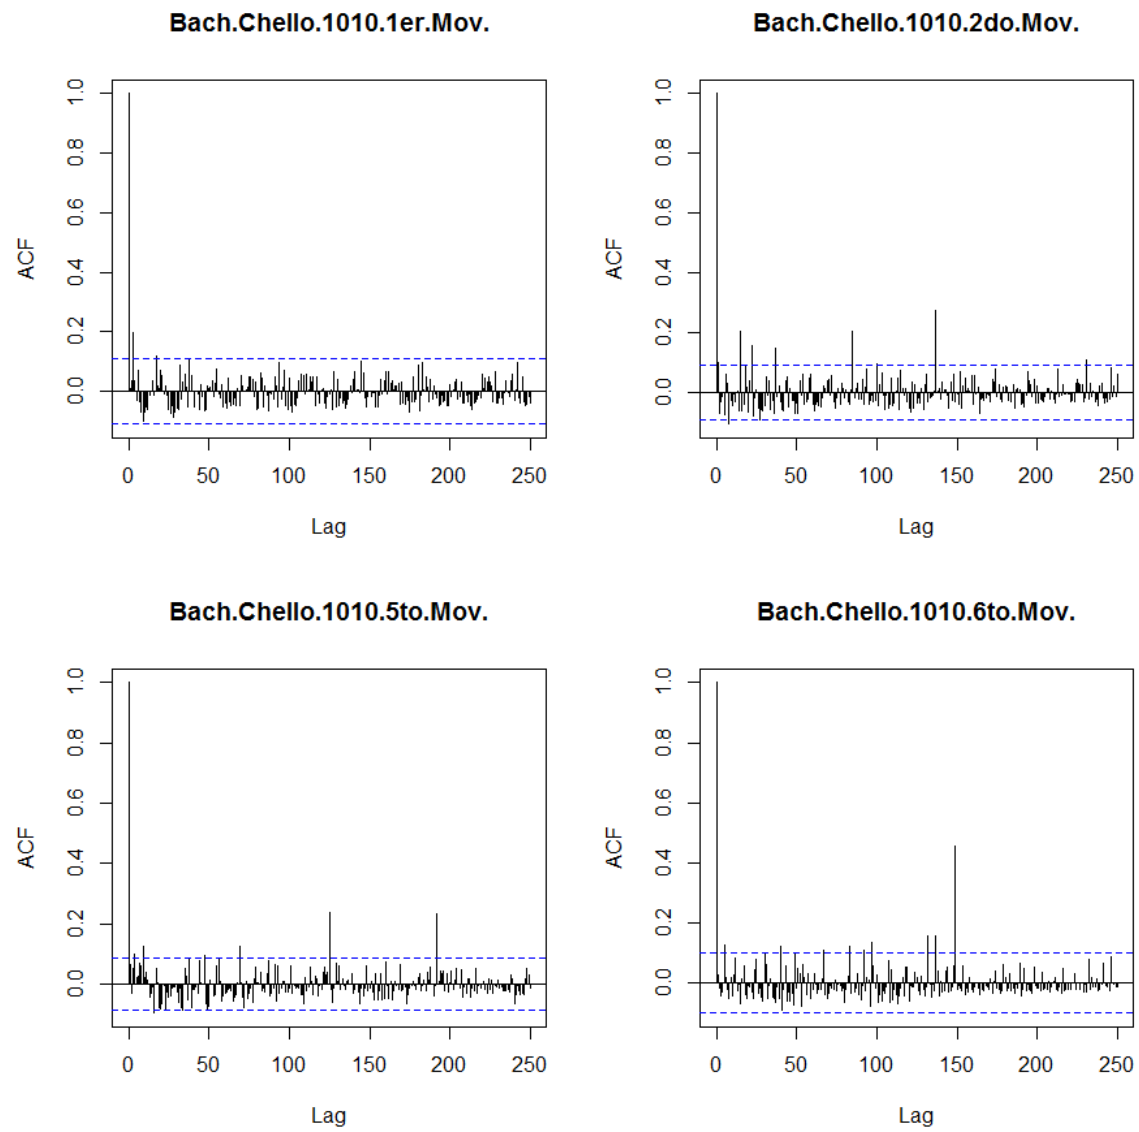 Bach.Chello.1010.1er.Mov.
ACF
0.0 0.2 0.4 0.6 0.8 1.0
0 50 100 150 200 250
Lag
Bach.Chello.1010.2do.Mov.
ACF
0.0 0.2 0.4 0.6 0.8 1.0
0 50 100 150 200 250
Lag
Bach.Chello.1010.5to.Mov.
ACF
0.0 0.2 0.4 0.6 0.8 1.0
0 50 100 150 200 250
Lag
Bach.Chello.1010.6to.Mov.
ACF
0.0 0.2 0.4 0.6 0.8 1.0
0 50 100 150 200 250
Lag